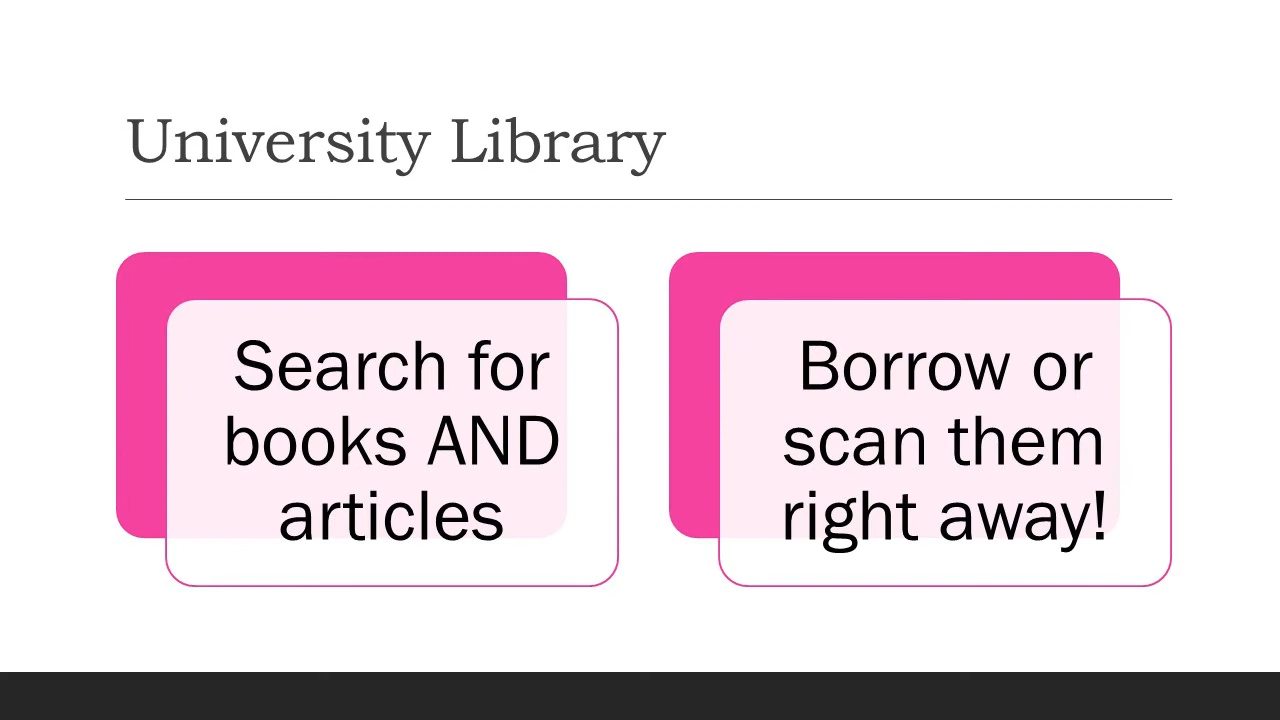 University Library
Search for
books AND
articles
Borrow or
scan them
right away!